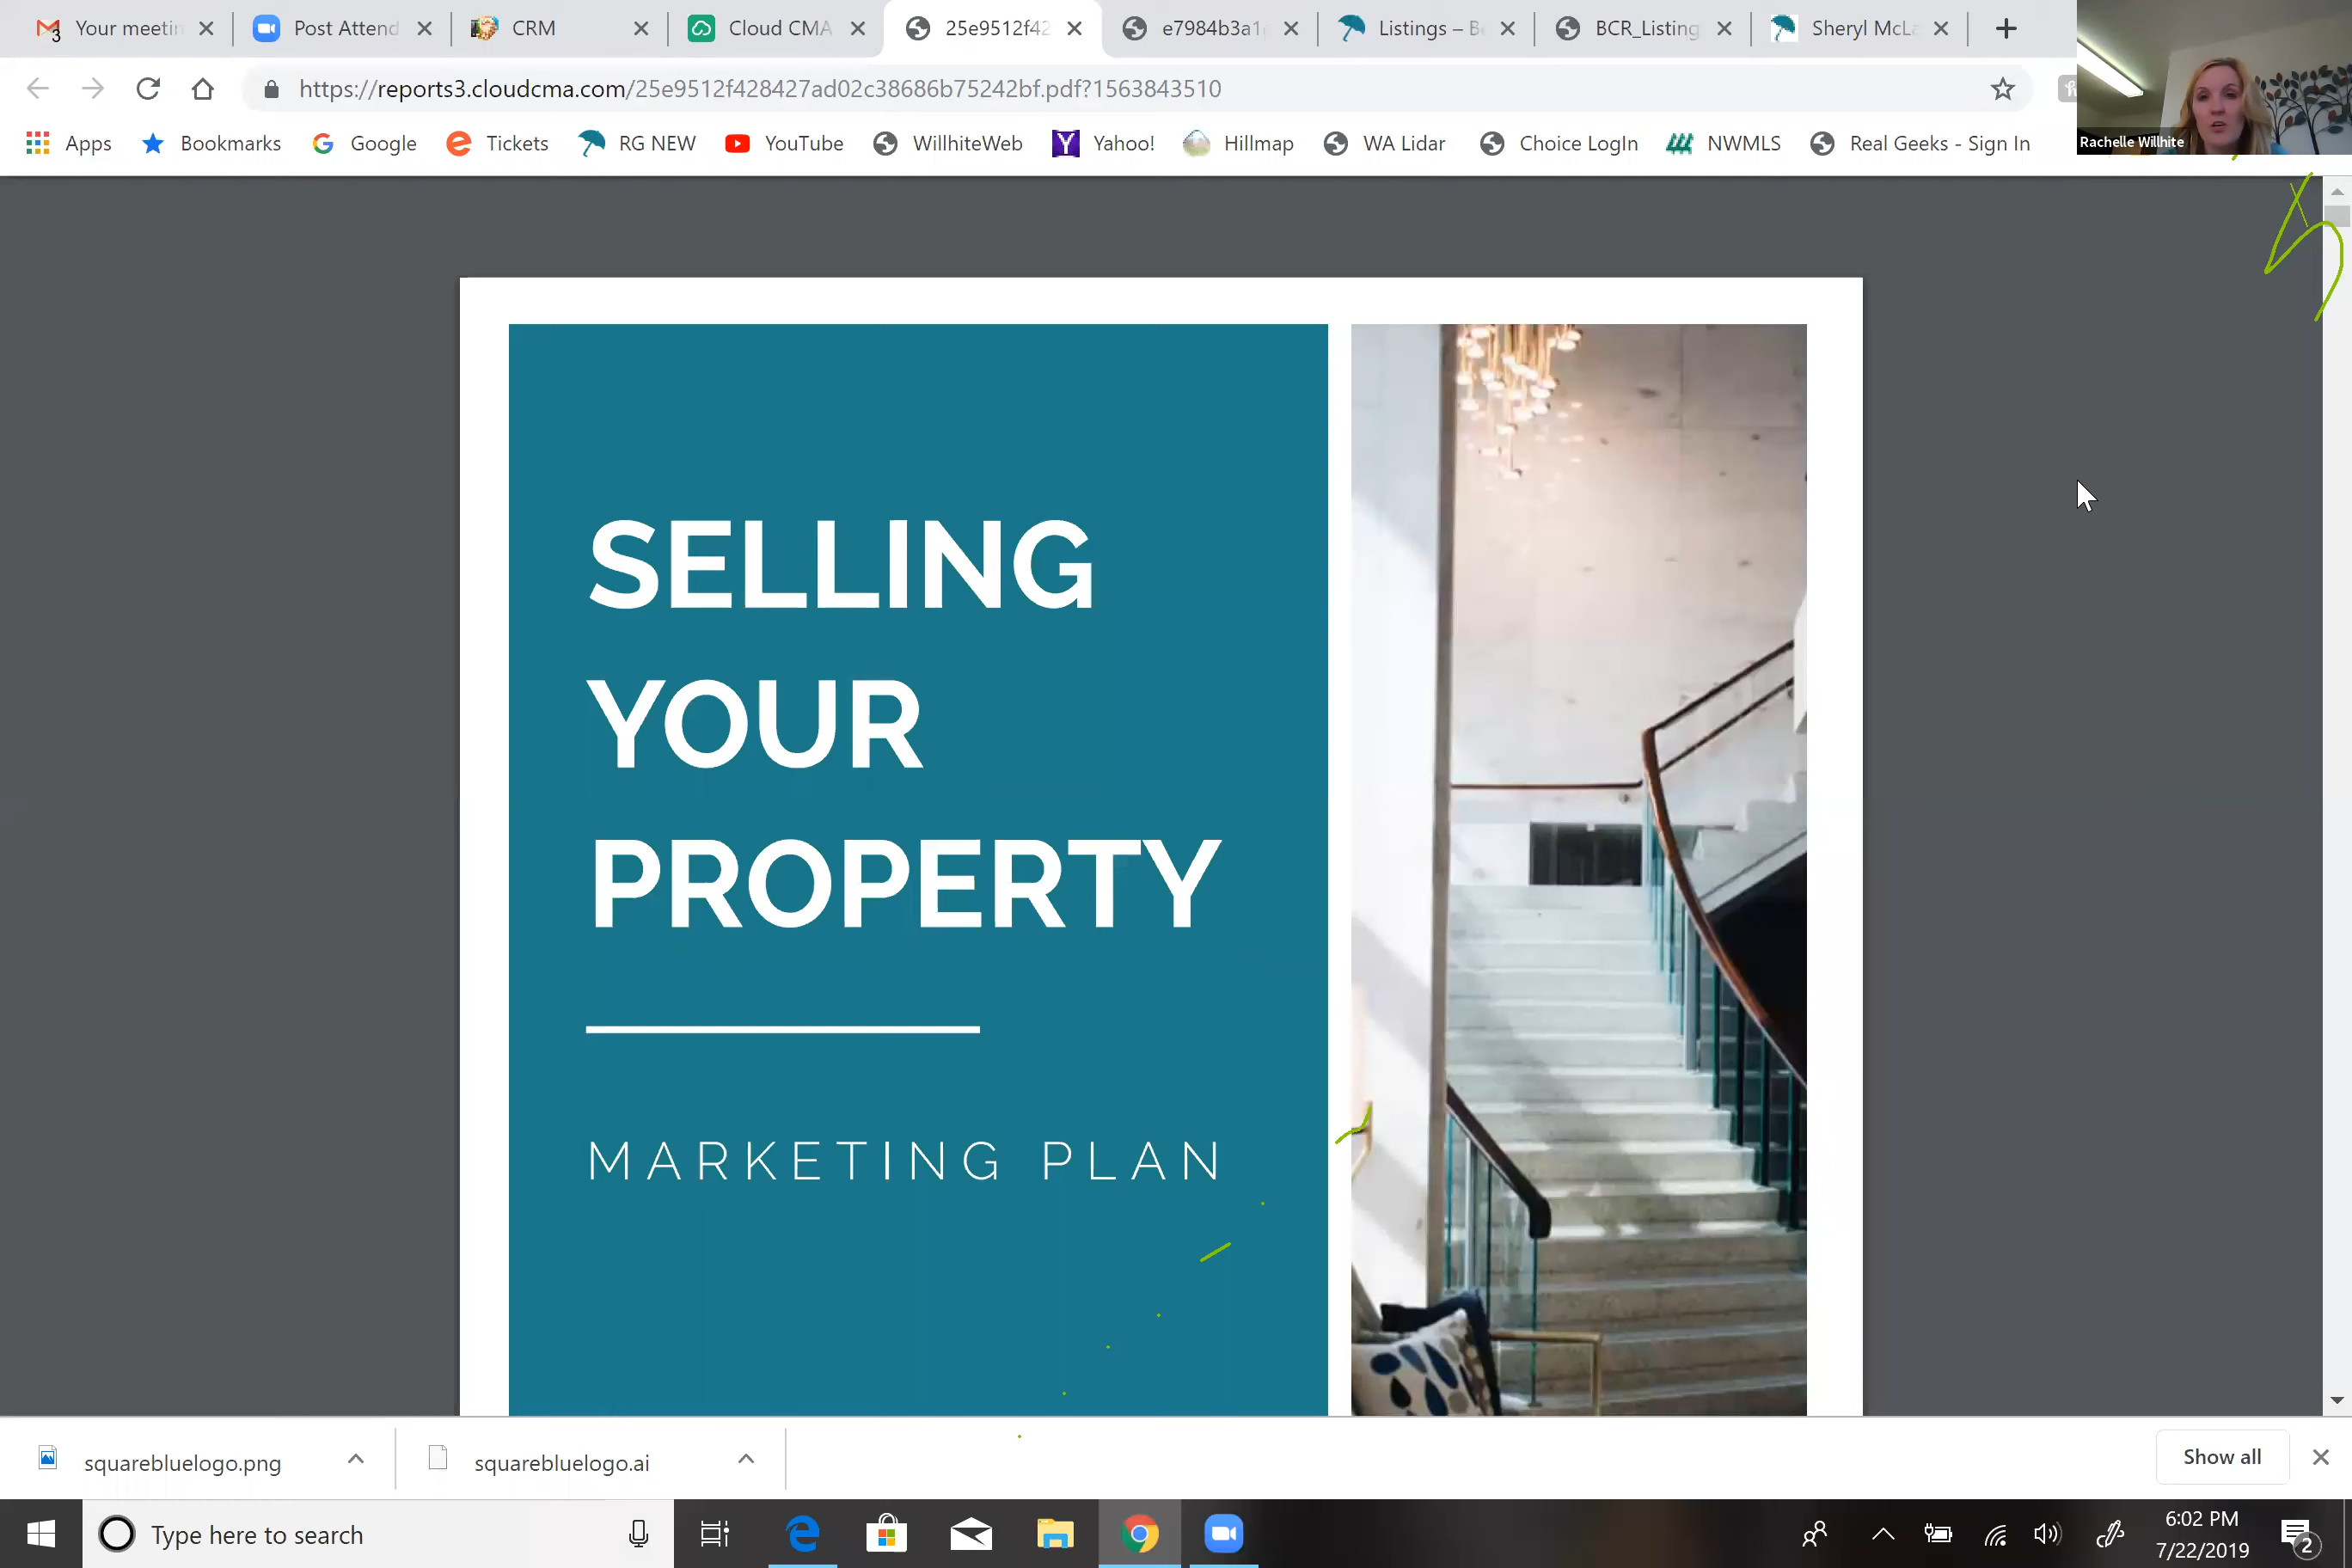 Your meetin
Post Attend
CRM
Cloud CMA
25e9512f42
e7984b3a1
Listings – Be
BCR_Listing
Sheryl McLa
https://reports3.cloudcma.com/25e9512f428427ad02c38686b75242bf.pdf?1563843510
Apps
Bookmarks
Google
Tickets
RG NEW
YouTube
WillhiteWeb
Yahoo!
Hillmap
WA Lidar
Choice LogIn
NWMLS
Real Geeks - Sign In
Rachelle Willhite
SELLING
YOUR
PROPERTY
MARKETING PLAN
squarebluelogo.png
squarebluelogo.ai
Show all
Type here to search
6:02 PM
7/22/2019
2